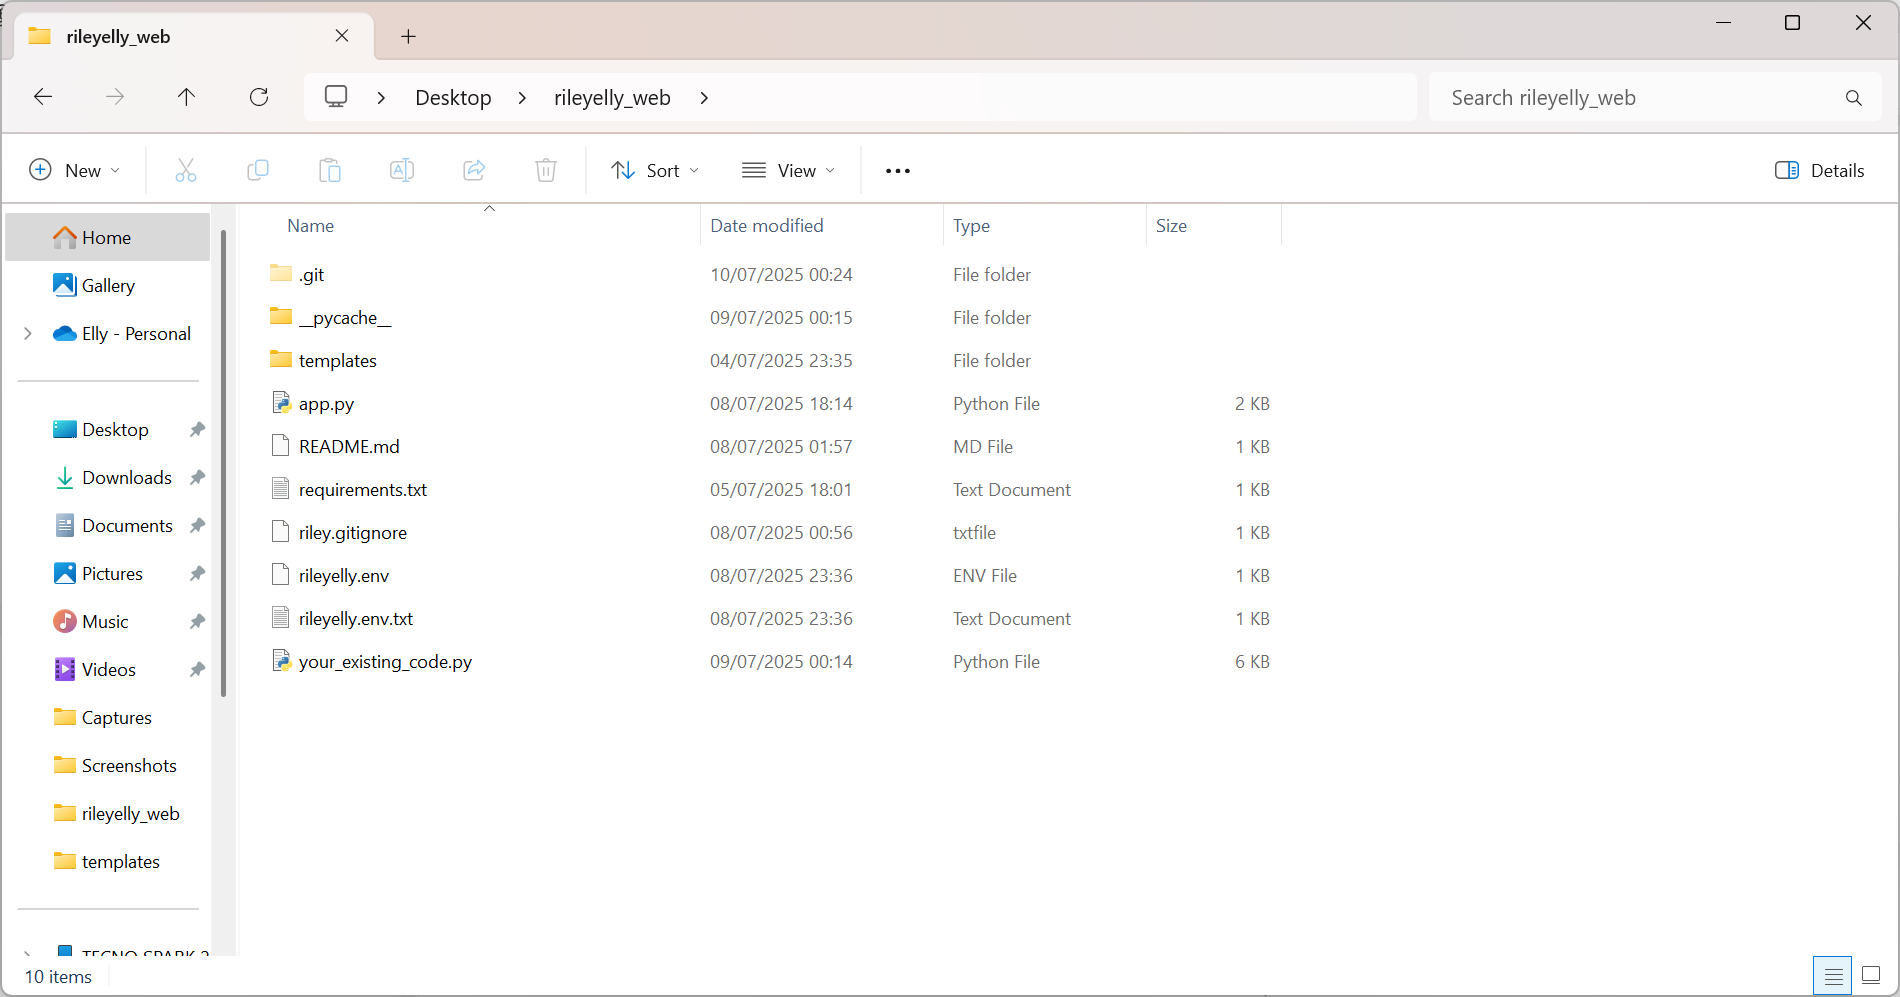 rileyelly_web
Desktop > rileyelly_web >
Search rileyelly_web
New
Sort
View
Details
Home
Gallery
Elly - Personal
Desktop
Downloads
Documents
Pictures
Music
Videos
Captures
Screenshots
rileyelly_web
templates
Name Date modified Type Size
.git 10/07/2025 00:24 File folder
__pycache__ 09/07/2025 00:15 File folder
templates 04/07/2025 23:35 File folder
app.py 08/07/2025 18:14 Python File 2 KB
README.md 08/07/2025 01:57 MD File 1 KB
requirements.txt 05/07/2025 18:01 Text Document 1 KB
riley.gitignore 08/07/2025 00:56 txtfile 1 KB
rileyelly.env 08/07/2025 23:36 ENV File 1 KB
rileyelly.env.txt 08/07/2025 23:36 Text Document 1 KB
your_existing_code.py 09/07/2025 00:14 Python File 6 KB
TECNO SPARK 2
10 items